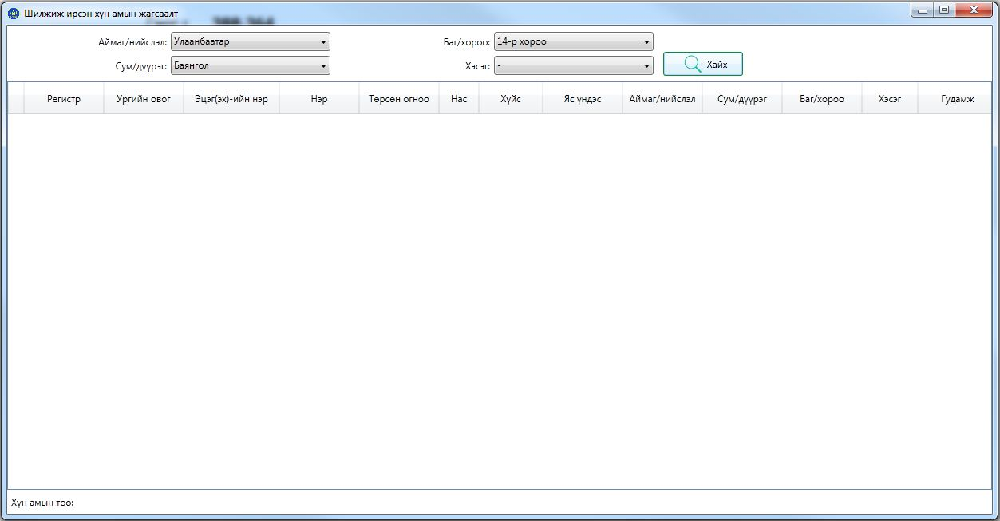 Шилжиж ирсэн хүн амын жагсаалт
Аймаг/нийслэл: Улаанбаатар Баг/хороо: 14-р хороо
Сум/дүүрэг: Баянгол Хэсэг: - Хайх
Регистр Ургийн овог Эцэг(эх)-ийн нэр Нэр Төрсөн огноо Нас Хүйс Яс үндэс Аймаг/нийслэл Сум/дүүрэг Баг/хороо Хэсэг Гудамж
Хүн амын тоо: